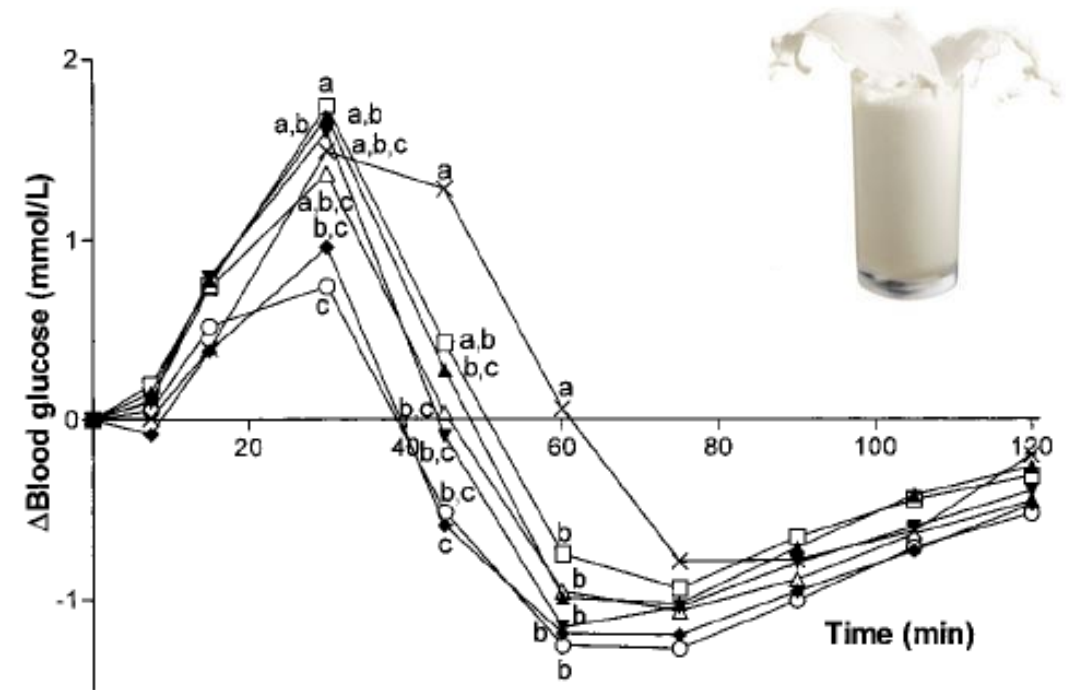 2
a
a,b
a,b
a,b,c
a
a,b,c
b,c
1
c
a,b
b,c
a
b,c
0
20
40
60
80
100
120
b,c
b,c
c
b
b
b
-1
b
b
ΔBlood glucose (mmol/L)
Time (min)